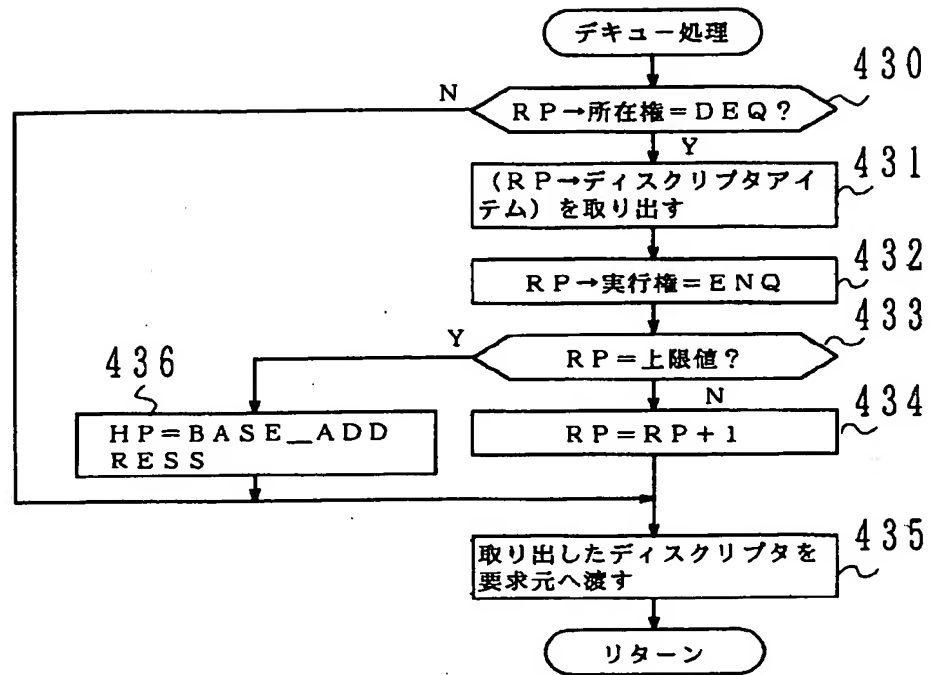 デキュー処理
430
N
RP→所在権=DEQ?
Y
431
(RP→ディスクリプタアイ
テム)を取り出す
432
RP→実行権=ENQ
433
Y
RP=上限値?
436
N
434
HP=BASE_ADD
RESS
RP=RP+1
435
取り出したディスクリプタを
要求元へ渡す
リターン